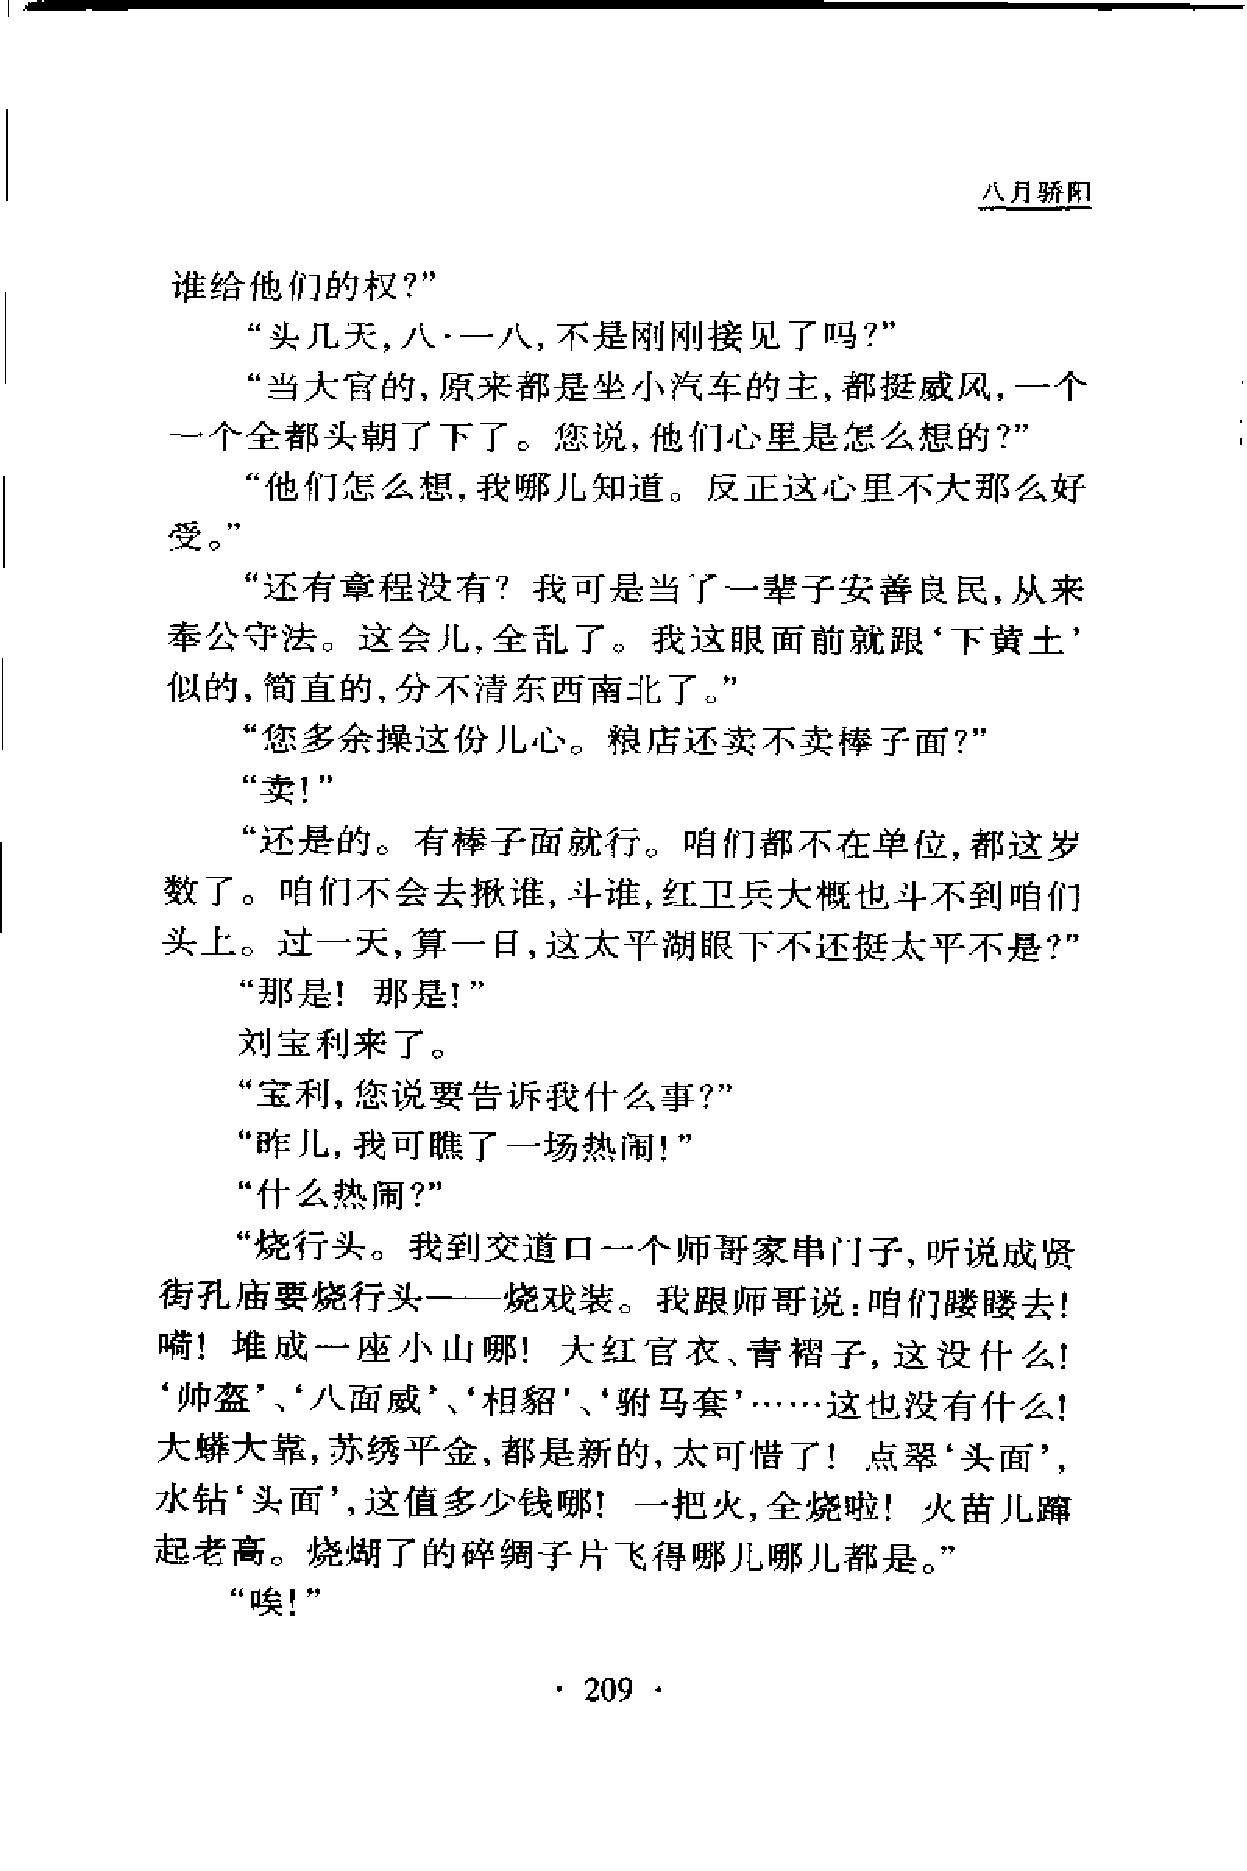 八月骄阳
谁给他们的权?”
“头几天,八·一八,不是刚刚接见了吗?”
“当大官的,原来都是坐小汽车的主,都挺威风,一个
一个全都头朝了下了。您说,他们心里是怎么想的?”
“他们怎么想,我哪儿知道。反正这心里不大那么好
受。”
“还有章程没有?我可是当了一辈子安善良民,从来
奉公守法。这会儿,全乱了。我这眼面前就跟‘下黄土’
似的,简直的,分不清东西南北了。”
“您多余操这份儿心。粮店还卖不卖棒子面?”
“卖!”
“还是的。有棒子面就行。咱们都不在单位,都这岁
数了。咱们不会去揪谁,斗谁,红卫兵大概也斗不到咱们
头上。过一天,算一日,这太平湖眼下不还挺太平不是?”
“那是!那是!”
刘宝利来了。
“宝利,您说要告诉我什么事?”
“昨儿,我可瞧了一场热闹!”
“什么热闹?”
“烧行头。我到交道口一个师哥家串门子,听说成贤
街孔庙要烧行头——烧戏装。我跟师哥说:咱们䁖䁖去!
嗬!堆成一座小山哪!大红官衣、青褶子,这没什么!
‘帅盔’、‘八面威’、‘相貂’、‘驸马套’……这也没有什么!
大蟒大靠,苏绣平金,都是新的,太可惜了!点翠‘头面’,
水钻‘头面’,这值多少钱哪!一把火,全烧啦!火苗儿蹿
起老高。烧煳了的碎绸子片飞得哪儿哪儿都是。”
“唉!”
· 209 ·